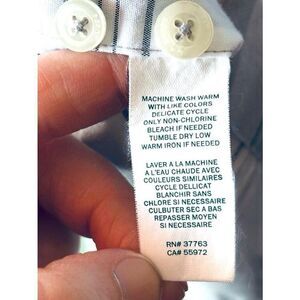 MACHINE WASH WARM
WITH LIKE COLORS
DELICATE CYCLE
ONLY NON-CHLORINE
BLEACH IF NEEDED
TUMBLE DRY LOW
WARM IRON IF NEEDED
LAVER A LA MACHINE
A L'EAU CHAUDE AVEC
COULEURS SIMILAIRES
CYCLE DELLICAT
BLANCHIR SANS
CHLORE SI NECESSAIRE
CULBUTER SEC A BAS
REPASSER MOYEN
SI NECESSAIRE
RN# 37763
CA# 55972